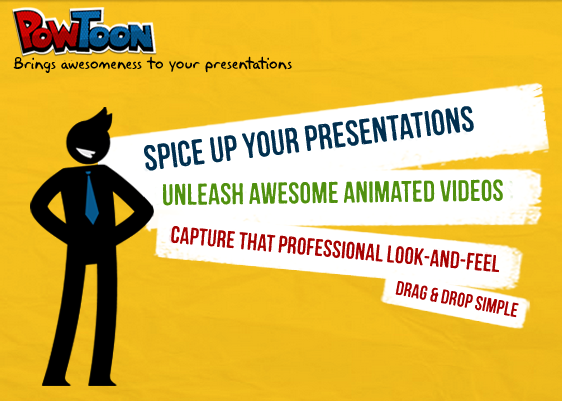 PowToon
Brings awesomeness to your presentations
SPICE UP YOUR PRESENTATIONS
UNLEASH AWESOME ANIMATED VIDEOS
CAPTURE THAT PROFESSIONAL LOOK-AND-FEEL
DRAG & DROP SIMPLE